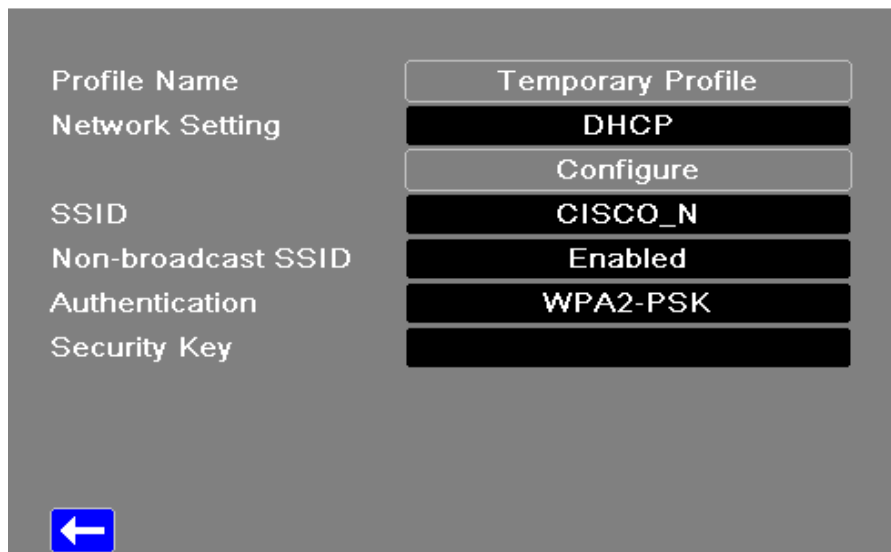 Profile Name Temporary Profile
Network Setting DHCP
Configure
SSID CISCO_N
Non-broadcast SSID Enabled
Authentication WPA2-PSK
Security Key